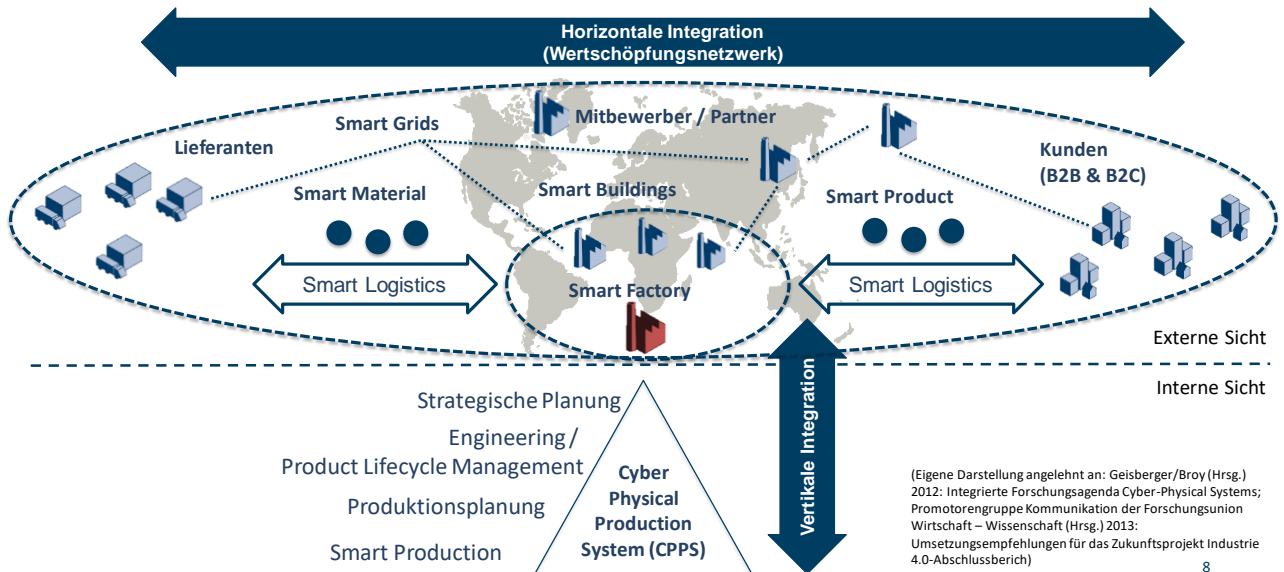 Horizontale Integration
(Wertschöpfungsnetzwerk)
Mitbewerber / Partner
Smart Grids
Lieferanten
Kunden
(B2B & B2C)
Smart Material
Smart Buildings
Smart Product
Smart Logistics
Smart Factory
Smart Logistics
Externe Sicht
Interne Sicht
Vertikale Integration
Strategische Planung
Engineering /
Product Lifecycle Management
Produktionsplanung
Smart Production
Cyber
Physical
Production
System (CPPS)
(Eigene Darstellung angelehnt an: Geisberger/Broy (Hrsg.)
2012: Integrierte Forschungsagenda Cyber-Physical Systems;
Promotorengruppe Kommunikation der Forschungsunion
Wirtschaft – Wissenschaft (Hrsg.) 2013:
Umsetzungsempfehlungen für das Zukunftsprojekt Industrie
4.0-Abschlussberich)
8